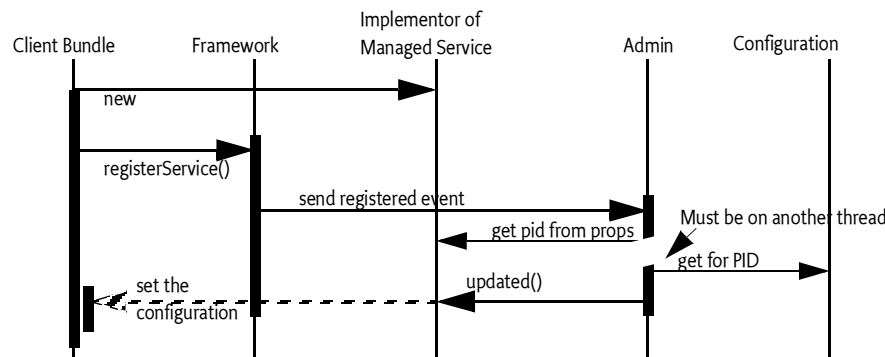 Implementor of
Client Bundle
Framework
Managed Service
Admin
Configuration
new
registerService()
send registered event
Must be on another thread
get pid from props
get for PID
set the
updated()
configuration